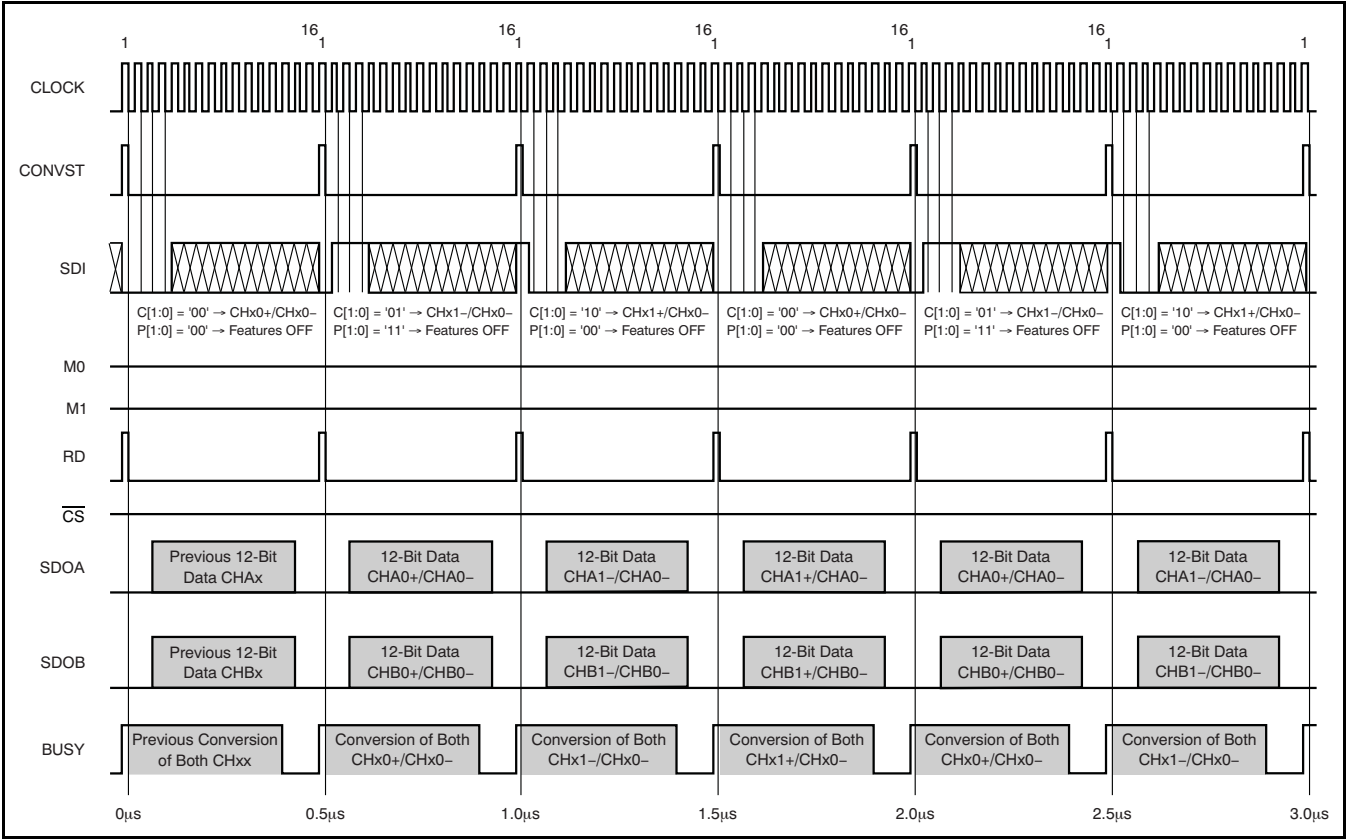 16 16 16 16 16
1 1 1 1 1 1 1
CLOCK
CONVST
SDI
C[1:0] = '00' → CHx0+/CHx0− C[1:0] = '01' → CHx1−/CHx0− C[1:0] = '10' → CHx1+/CHx0− C[1:0] = '00' → CHx0+/CHx0− C[1:0] = '01' → CHx1−/CHx0− C[1:0] = '10' → CHx1+/CHx0−
P[1:0] = '00' → Features OFF P[1:0] = '11' → Features OFF P[1:0] = '00' → Features OFF P[1:0] = '00' → Features OFF P[1:0] = '11' → Features OFF P[1:0] = '00' → Features OFF
M0
M1
RD
CS
SDOA
Previous 12-Bit
Data CHAx
12-Bit Data
CHA0+/CHA0−
12-Bit Data
CHA1−/CHA0−
12-Bit Data
CHA1+/CHA0−
12-Bit Data
CHA0+/CHA0−
12-Bit Data
CHA1−/CHA0−
SDOB
Previous 12-Bit
Data CHBx
12-Bit Data
CHB0+/CHB0−
12-Bit Data
CHB1−/CHB0−
12-Bit Data
CHB1+/CHB0−
12-Bit Data
CHB0+/CHB0−
12-Bit Data
CHB1−/CHB0−
BUSY
Previous Conversion
of Both CHxx
Conversion of Both
CHx0+/CHx0−
Conversion of Both
CHx1−/CHx0−
Conversion of Both
CHx1+/CHx0−
Conversion of Both
CHx0+/CHx0−
Conversion of Both
CHx1−/CHx0−
0µs 0.5µs 1.0µs 1.5µs 2.0µs 2.5µs 3.0µs